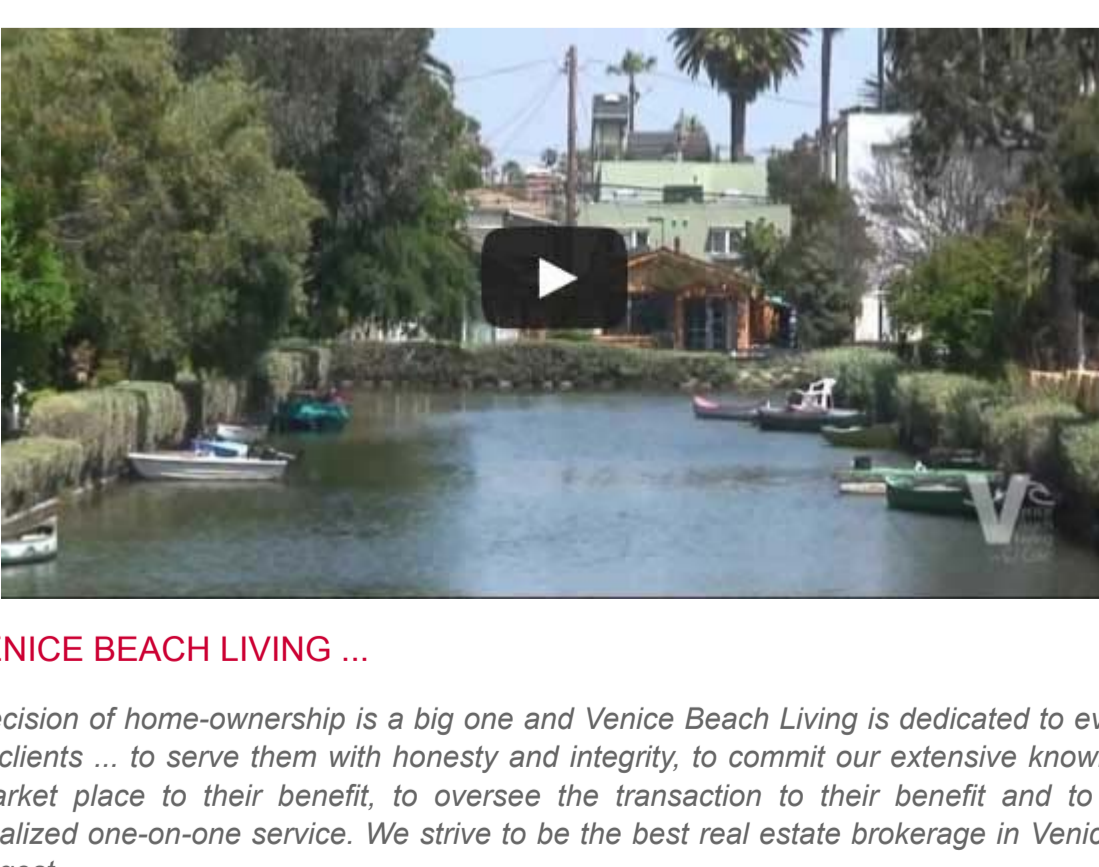 V
ENICE BEACH LIVING ...
ecision of home-ownership is a big one and Venice Beach Living is dedicated to ev
clients ... to serve them with honesty and integrity, to commit our extensive know
arket place to their benefit, to oversee the transaction to their benefit and to
alized one-on-one service. We strive to be the best real estate brokerage in Venic